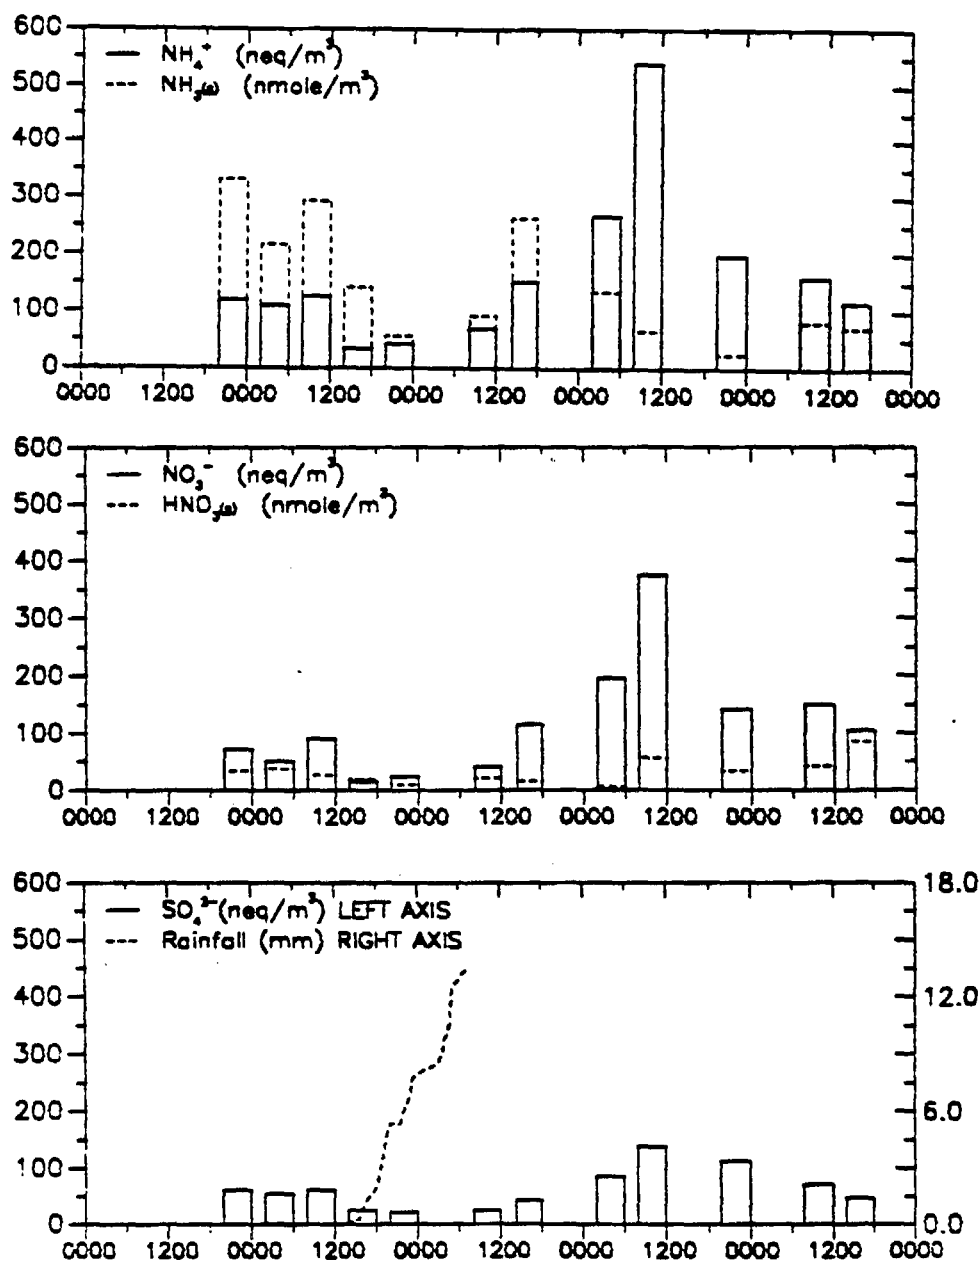 600
500
400
300
200
100
0
NH₄⁺ (neq/m³)
NH₃(g) (nmole/m³)
0000 1200 0000 1200 0000 1200 0000 1200 0000 1200 0000
600
500
400
300
200
100
0
NO₃⁻ (neq/m³)
HNO₃(g) (nmole/m³)
0000 1200 0000 1200 0000 1200 0000 1200 0000 1200 0000
600
500
400
300
200
100
0
SO₄²⁻(neq/m³) LEFT AXIS
Rainfall (mm) RIGHT AXIS
18.0
12.0
6.0
0.0
0000 1200 0000 1200 0000 1200 0000 1200 0000 1200 0000